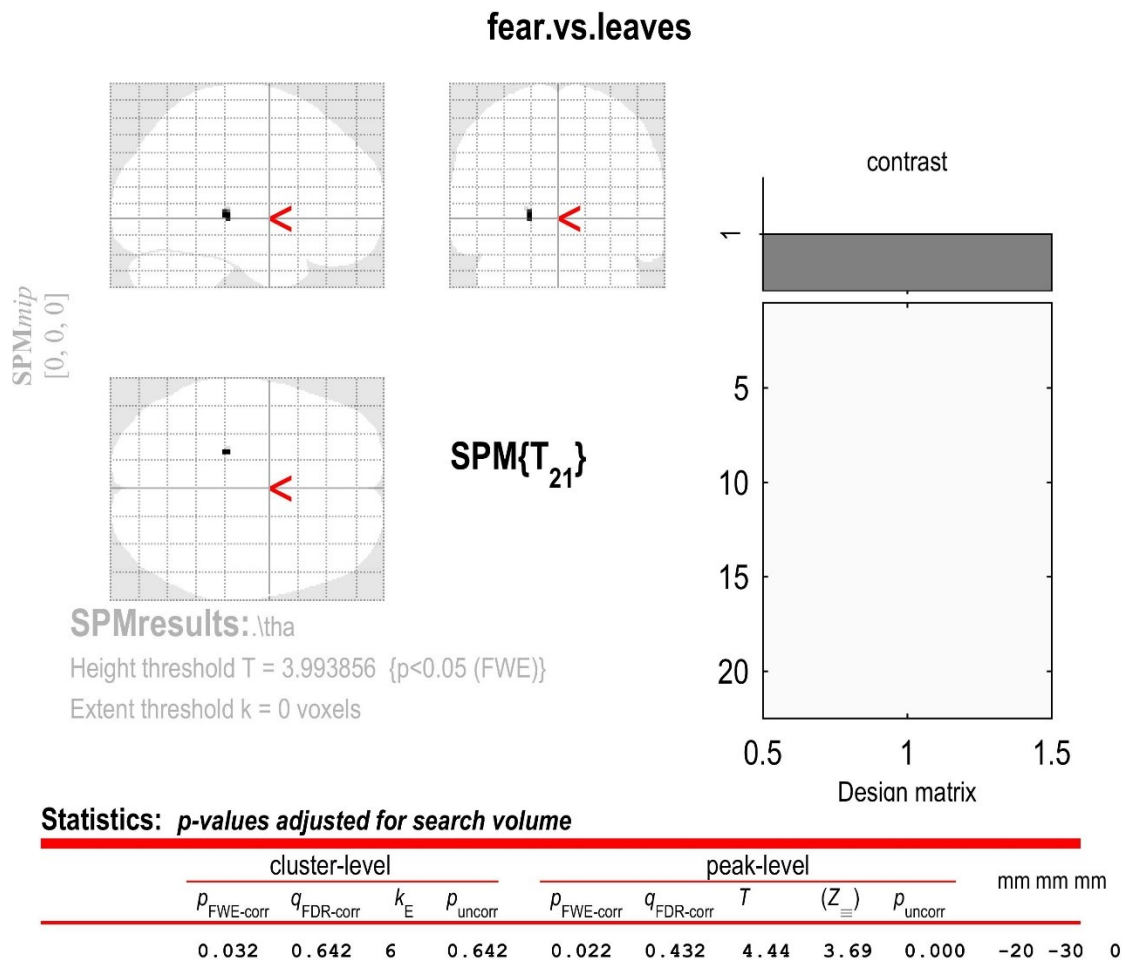 fear.vs.leaves
contrast
1
SPMmip
[0, 0, 0]
<
<
<
SPM{T21}
5
10
15
20
0.5 1 1.5
Design matrix
SPMresults:.\tha
Height threshold T = 3.993856 {p<0.05 (FWE)}
Extent threshold k = 0 voxels
Statistics: p-values adjusted for search volume
cluster-level peak-level mm mm mm
pFWE-corr qFDR-corr kE puncorr pFWE-corr qFDR-corr T (Z≡) puncorr
0.032 0.642 6 0.642 0.022 0.432 4.44 3.69 0.000 -20 -30 0